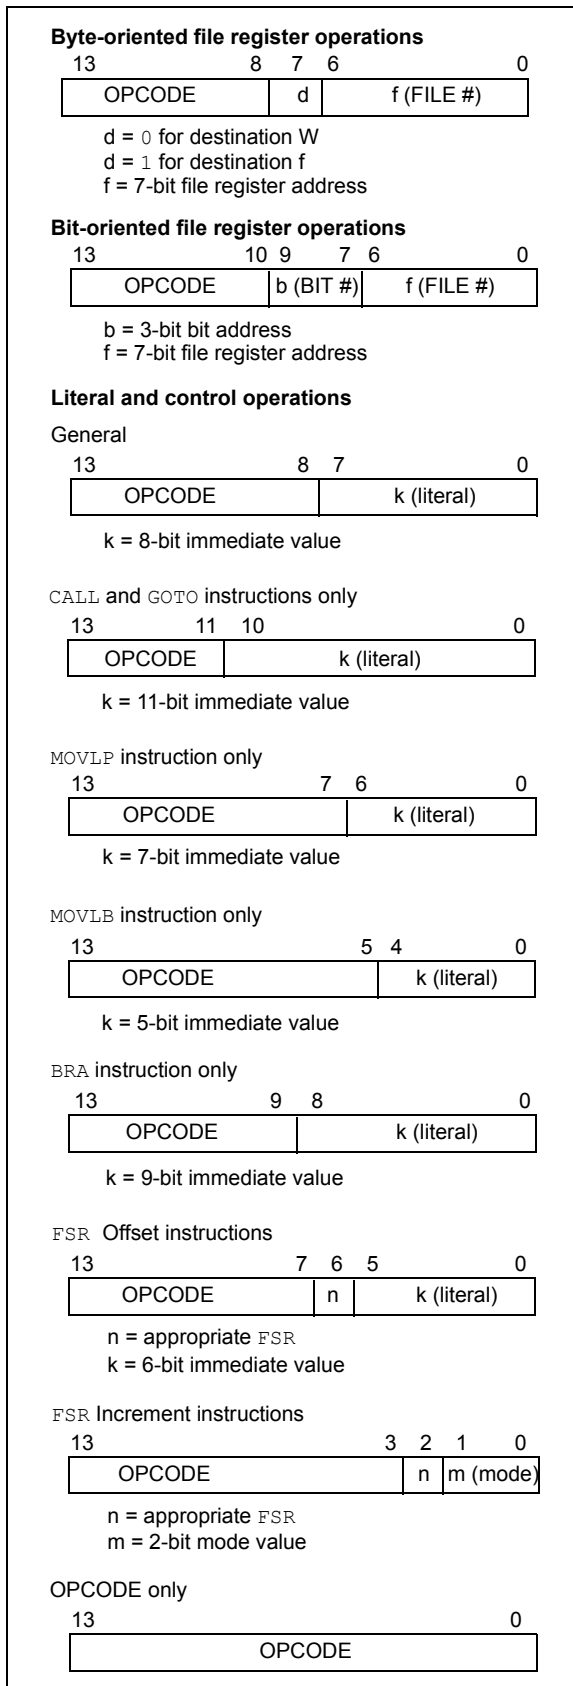 Byte-oriented file register operations
13 8 7 6 0
OPCODE d f (FILE #)
d = 0 for destination W
d = 1 for destination f
f = 7-bit file register address
Bit-oriented file register operations
13 10 9 7 6 0
OPCODE b (BIT #) f (FILE #)
b = 3-bit bit address
f = 7-bit file register address
Literal and control operations
General
13 8 7 0
OPCODE k (literal)
k = 8-bit immediate value
CALL and GOTO instructions only
13 11 10 0
OPCODE k (literal)
k = 11-bit immediate value
MOVLP instruction only
13 7 6 0
OPCODE k (literal)
k = 7-bit immediate value
MOVLB instruction only
13 5 4 0
OPCODE k (literal)
k = 5-bit immediate value
BRA instruction only
13 9 8 0
OPCODE k (literal)
k = 9-bit immediate value
FSR Offset instructions
13 7 6 5 0
OPCODE n k (literal)
n = appropriate FSR
k = 6-bit immediate value
FSR Increment instructions
13 3 2 1 0
OPCODE n m (mode)
n = appropriate FSR
m = 2-bit mode value
OPCODE only
13 0
OPCODE